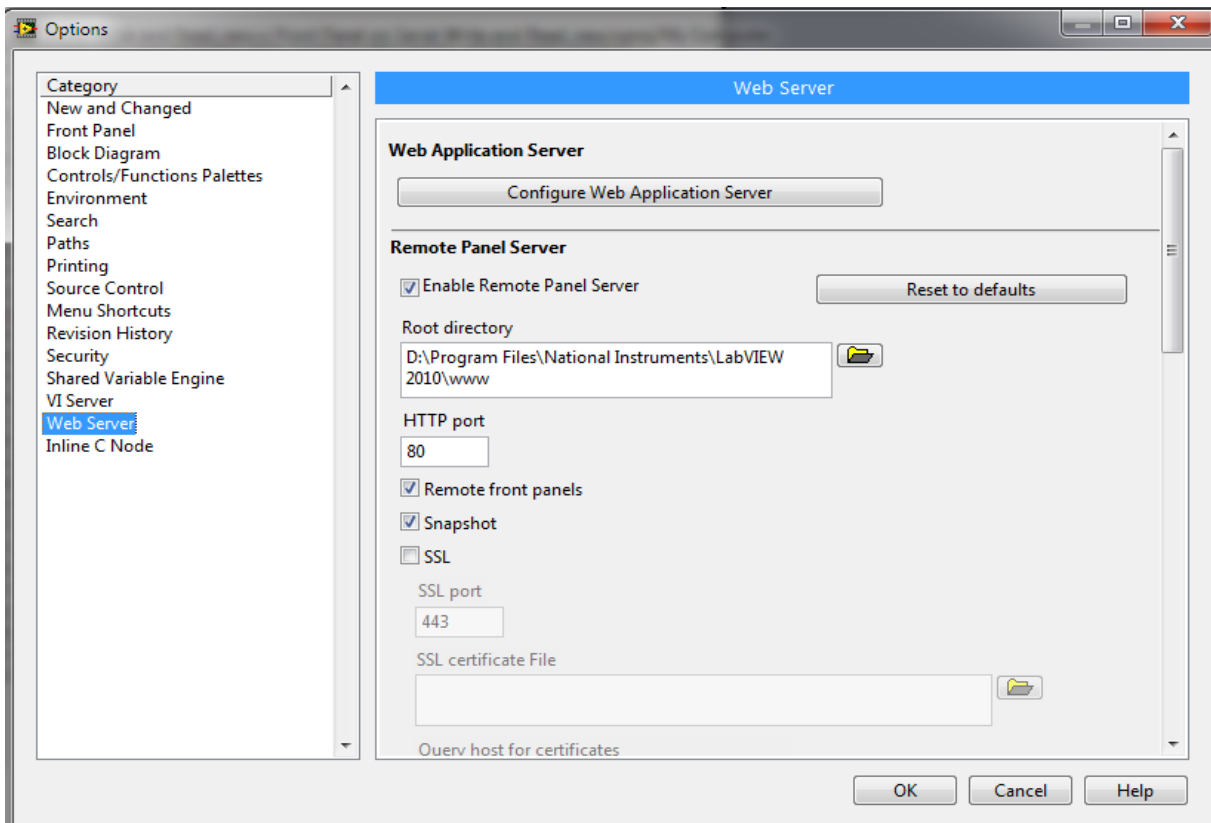 Options
Category
New and Changed
Front Panel
Block Diagram
Controls/Functions Palettes
Environment
Search
Paths
Printing
Source Control
Menu Shortcuts
Revision History
Security
Shared Variable Engine
VI Server
Web Server
Inline C Node
Web Server
Web Application Server
Configure Web Application Server
Remote Panel Server
Enable Remote Panel Server
Reset to defaults
Root directory
D:\Program Files\National Instruments\LabVIEW
2010\www
HTTP port
80
Remote front panels
Snapshot
SSL
SSL port
443
SSL certificate File
Query host for certificates
OK
Cancel
Help